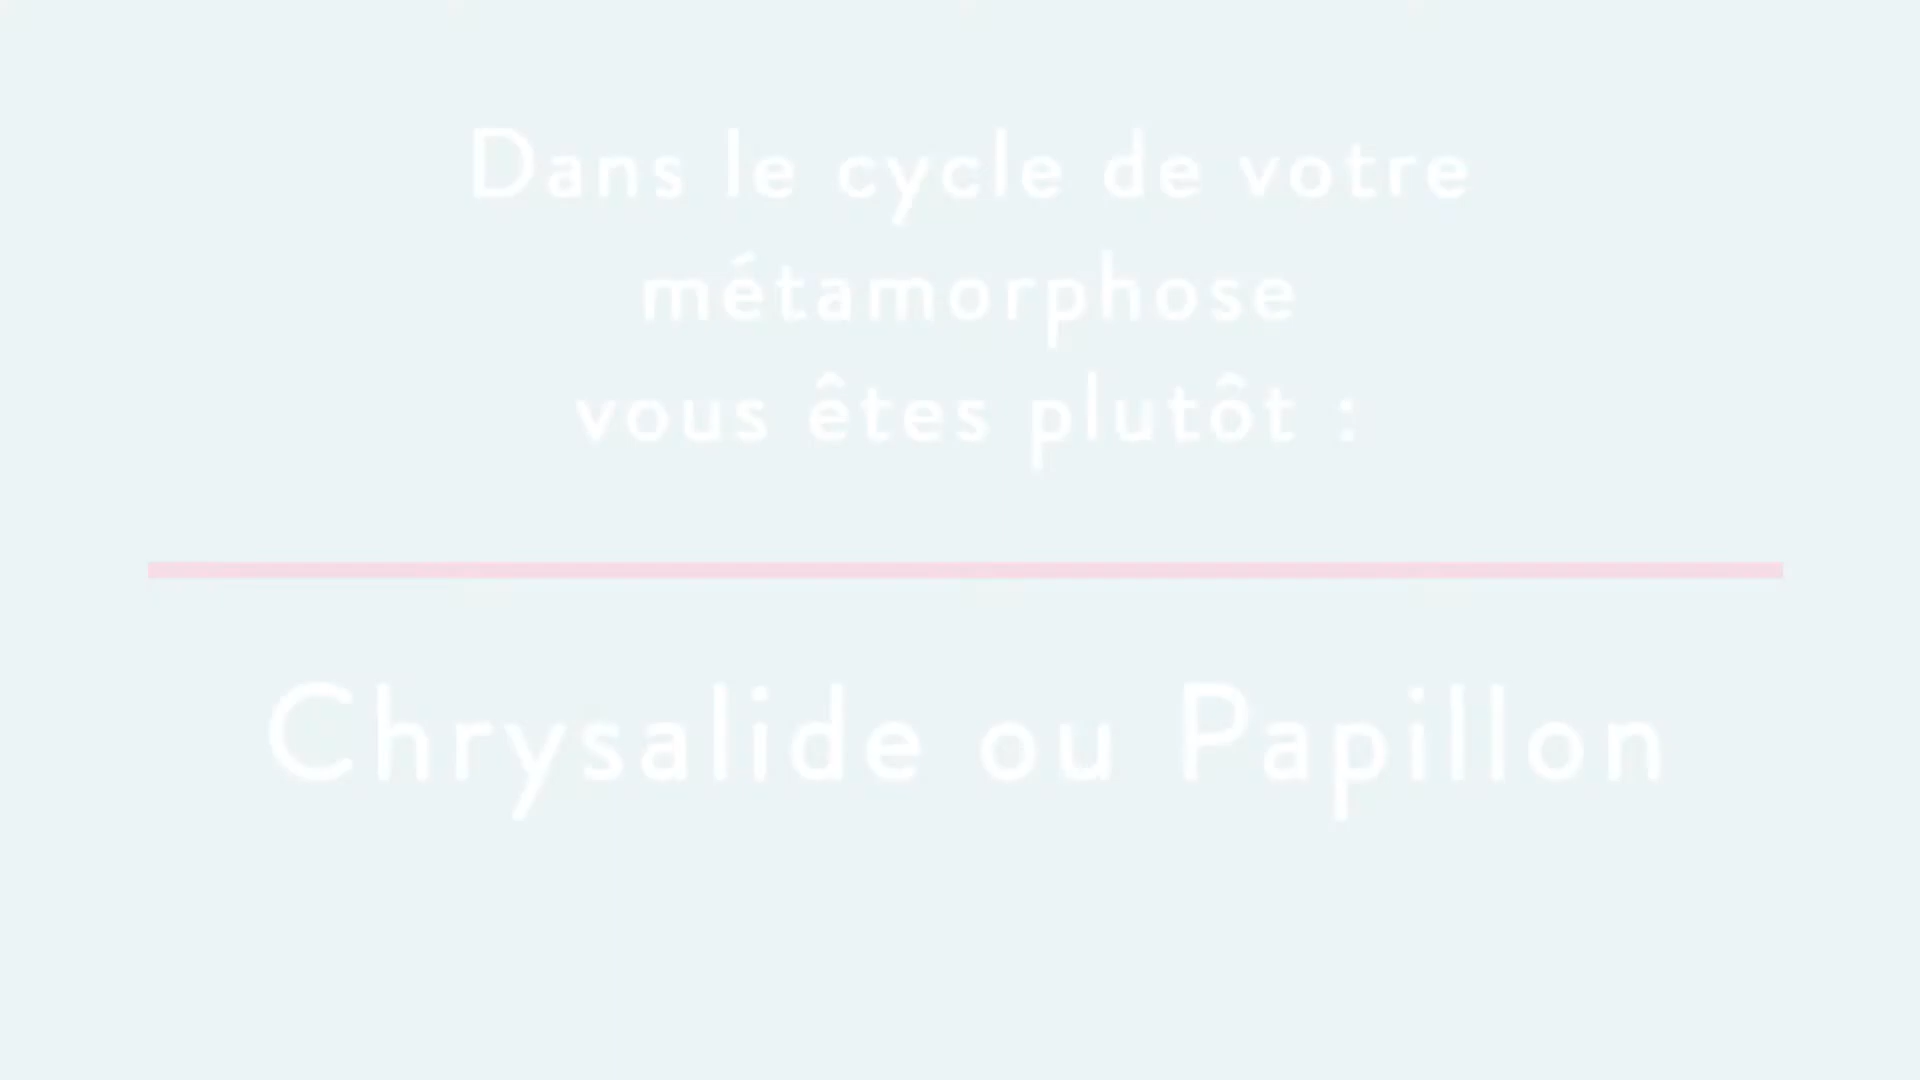 Dans le cycle de votre
métamorphose
vous êtes plutôt :
Chrysalide ou Papillon